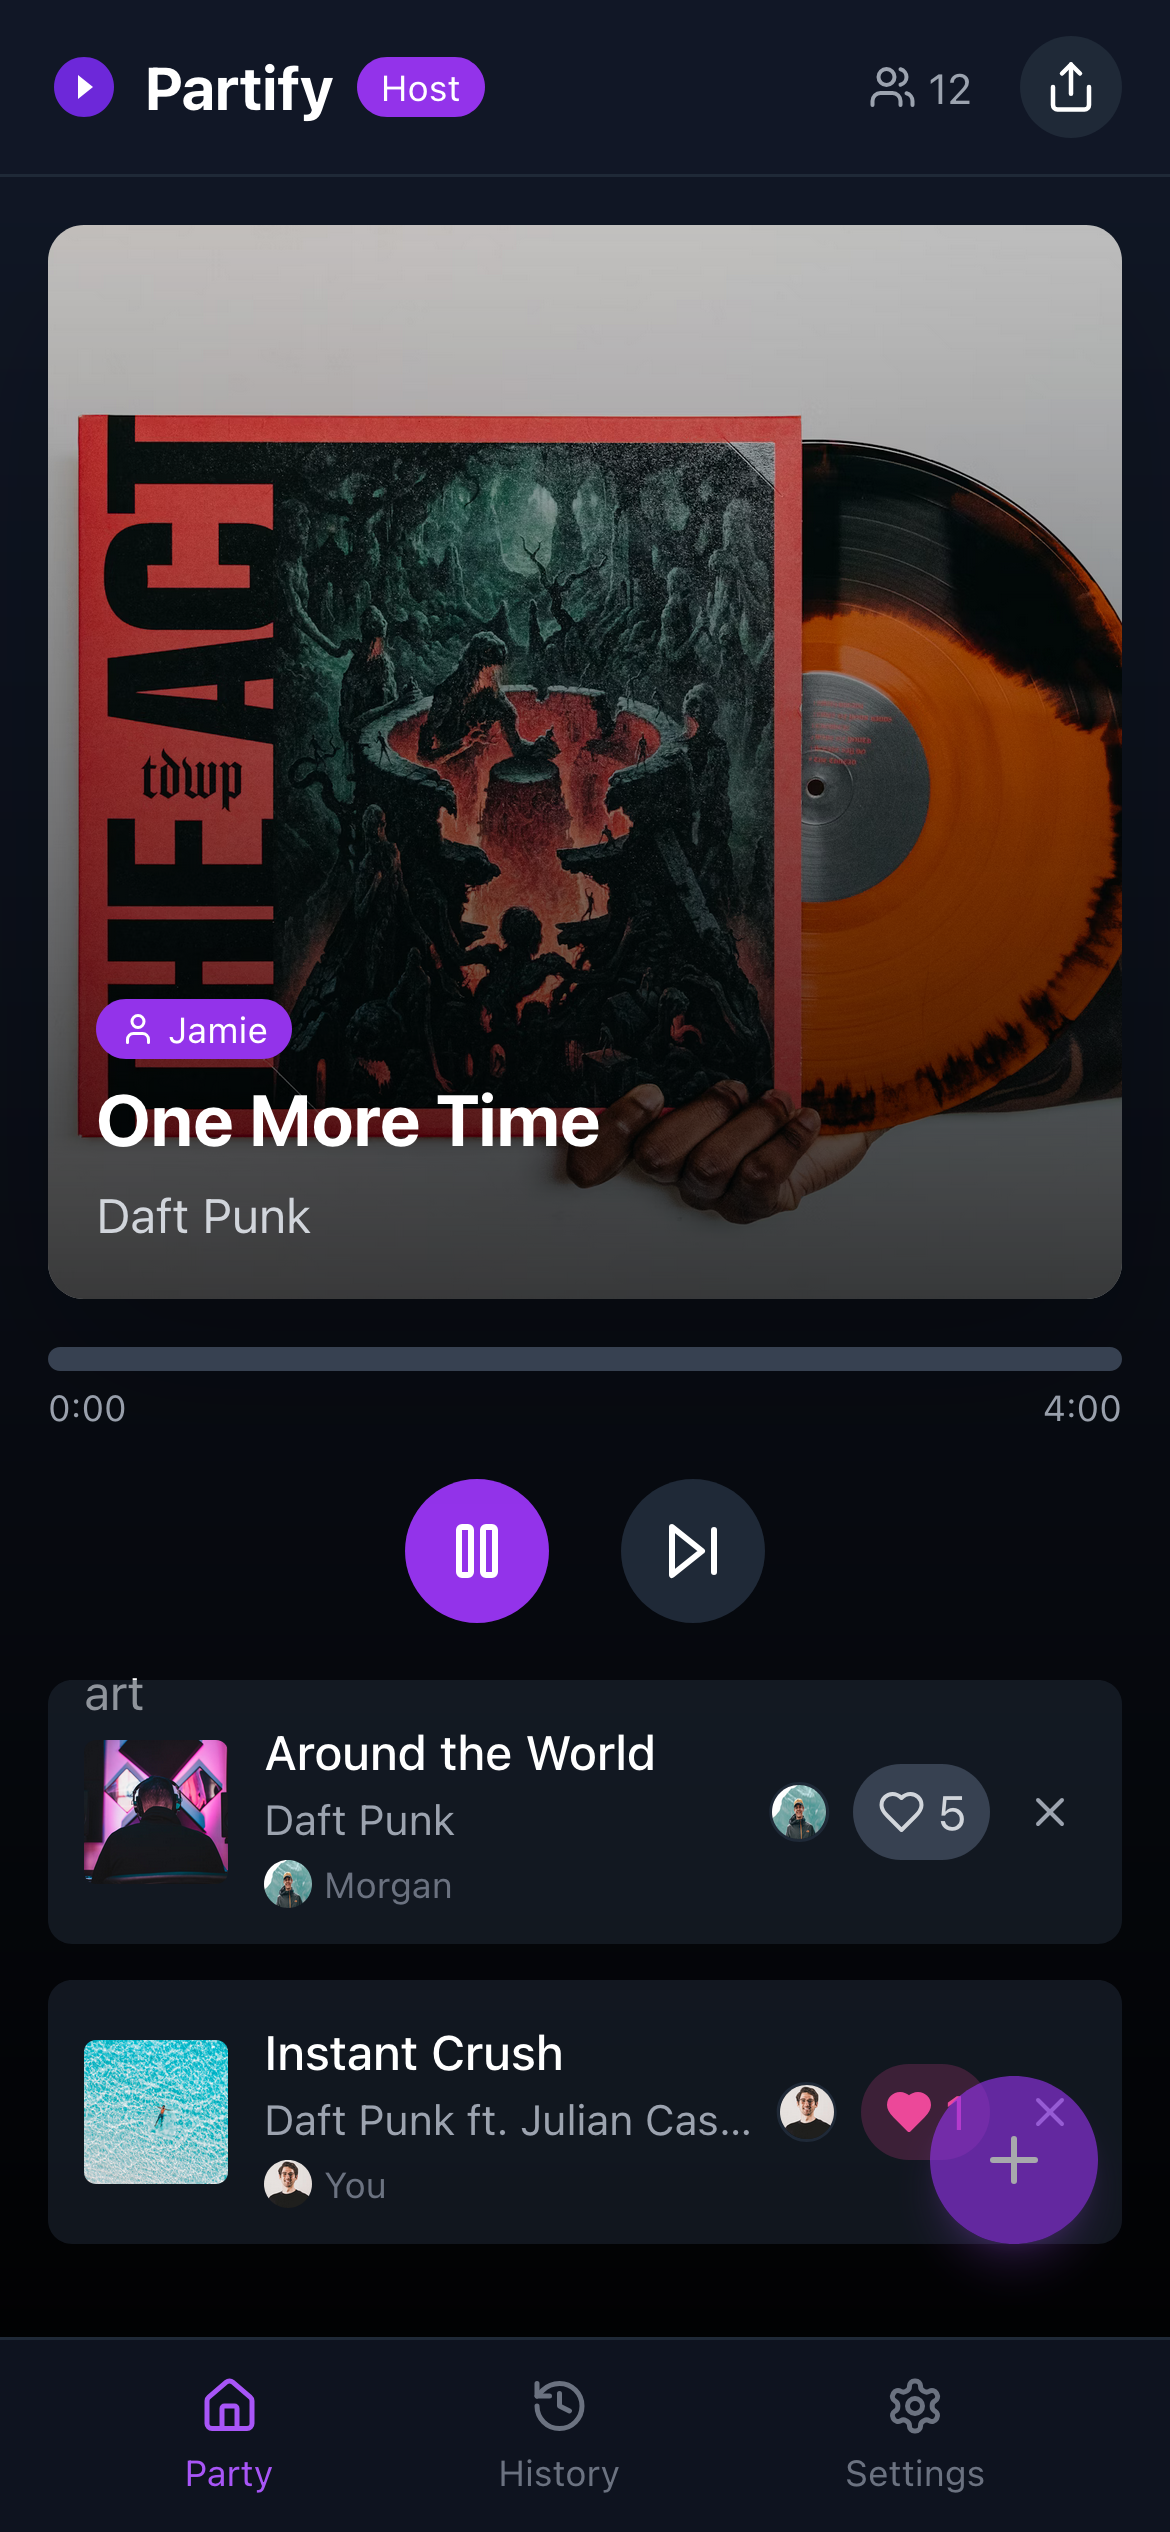 Partify Host 12
THE ACT
tdwp
Jamie
One More Time
Daft Punk
0:00 4:00
art
Around the World
Daft Punk
5
Morgan
Instant Crush
Daft Punk ft. Julian Cas...
1
You
Party History Settings